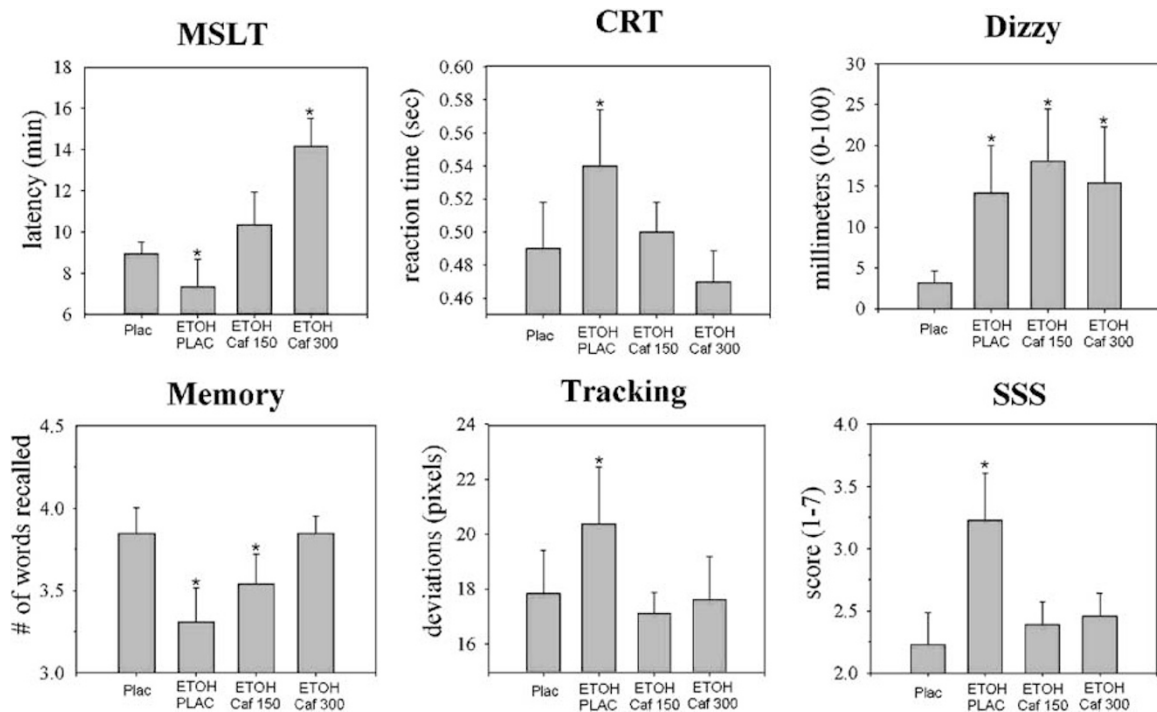 MSLT
latency (min)
18
16
14
12
10
8
6
*
*
Plac
ETOH
PLAC
ETOH
Caf 150
ETOH
Caf 300
CRT
reaction time (sec)
0.60
0.58
0.56
0.54
0.52
0.50
0.48
0.46
*
Plac
ETOH
PLAC
ETOH
Caf 150
ETOH
Caf 300
Dizzy
millimeters (0-100)
30
25
20
15
10
5
0
*
*
*
Plac
ETOH
PLAC
ETOH
Caf 150
ETOH
Caf 300
Memory
# of words recalled
4.5
4.0
3.5
3.0
*
*
Plac
ETOH
PLAC
ETOH
Caf 150
ETOH
Caf 300
Tracking
deviations (pixels)
24
22
20
18
16
*
Plac
ETOH
PLAC
ETOH
Caf 150
ETOH
Caf 300
SSS
score (1-7)
4.0
3.5
3.0
2.5
2.0
*
Plac
ETOH
PLAC
ETOH
Caf 150
ETOH
Caf 300